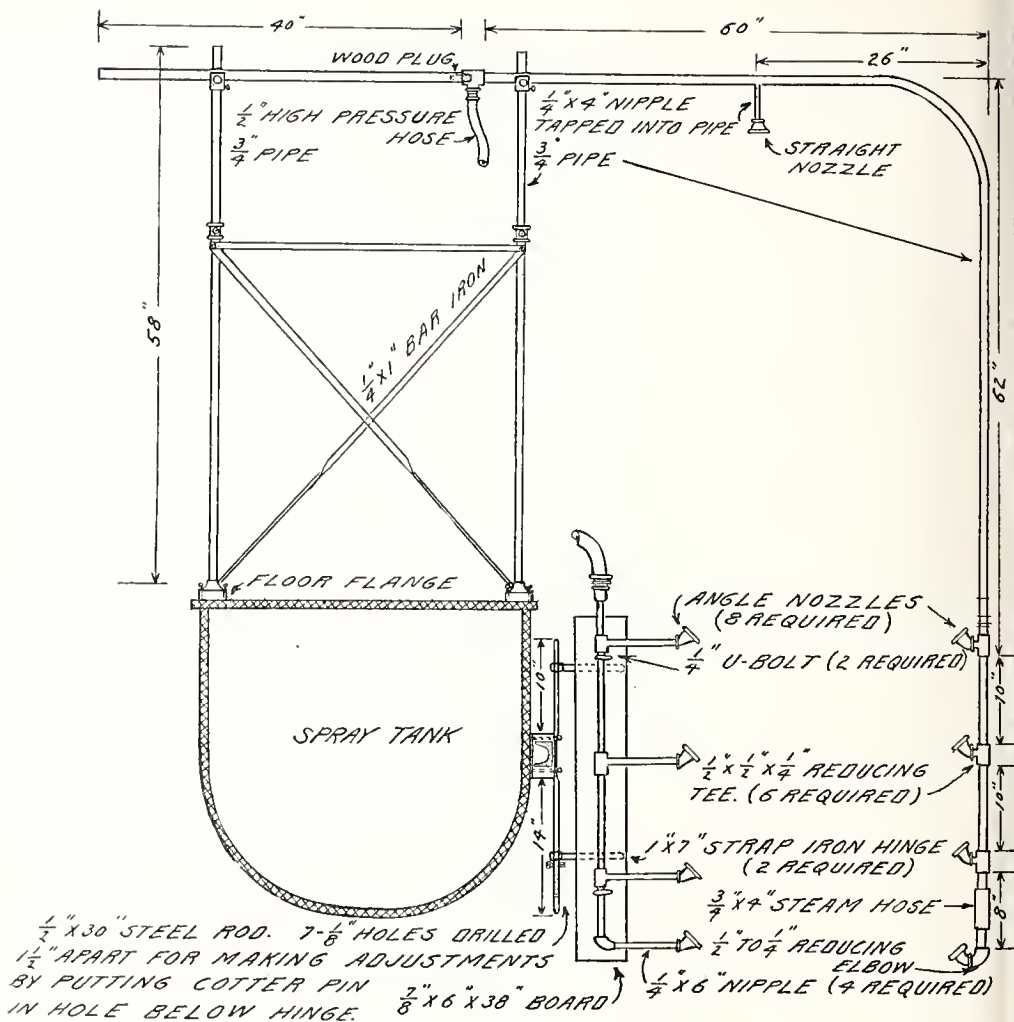 40"
60"
WOOD PLUG
26"
1/2" HIGH PRESSURE
HOSE
3/4" PIPE
1/4" X 4" NIPPLE
TAPPED INTO PIPE
3/4" PIPE
STRAIGHT
NOZZLE
58"
1/4" X 1" BAR IRON
62"
FLOOR FLANGE
ANGLE NOZZLES
(8 REQUIRED)
1/4" U-BOLT (2 REQUIRED)
10"
10"
SPRAY TANK
1/2" X 1/2" X 1/4" REDUCING
TEE. (6 REQUIRED)
10"
14"
1" X 7" STRAP IRON HINGE
(2 REQUIRED)
3/4" X 4" STEAM HOSE
8"
1/2" X 30" STEEL ROD. 7-1/8" HOLES DRILLED
1 1/2" APART FOR MAKING ADJUSTMENTS
BY PUTTING COTTER PIN
IN HOLE BELOW HINGE.
7/8" X 6" X 38" BOARD
1/2" TO 1/4" REDUCING
ELBOW
1/4" X 6" NIPPLE (4 REQUIRED)